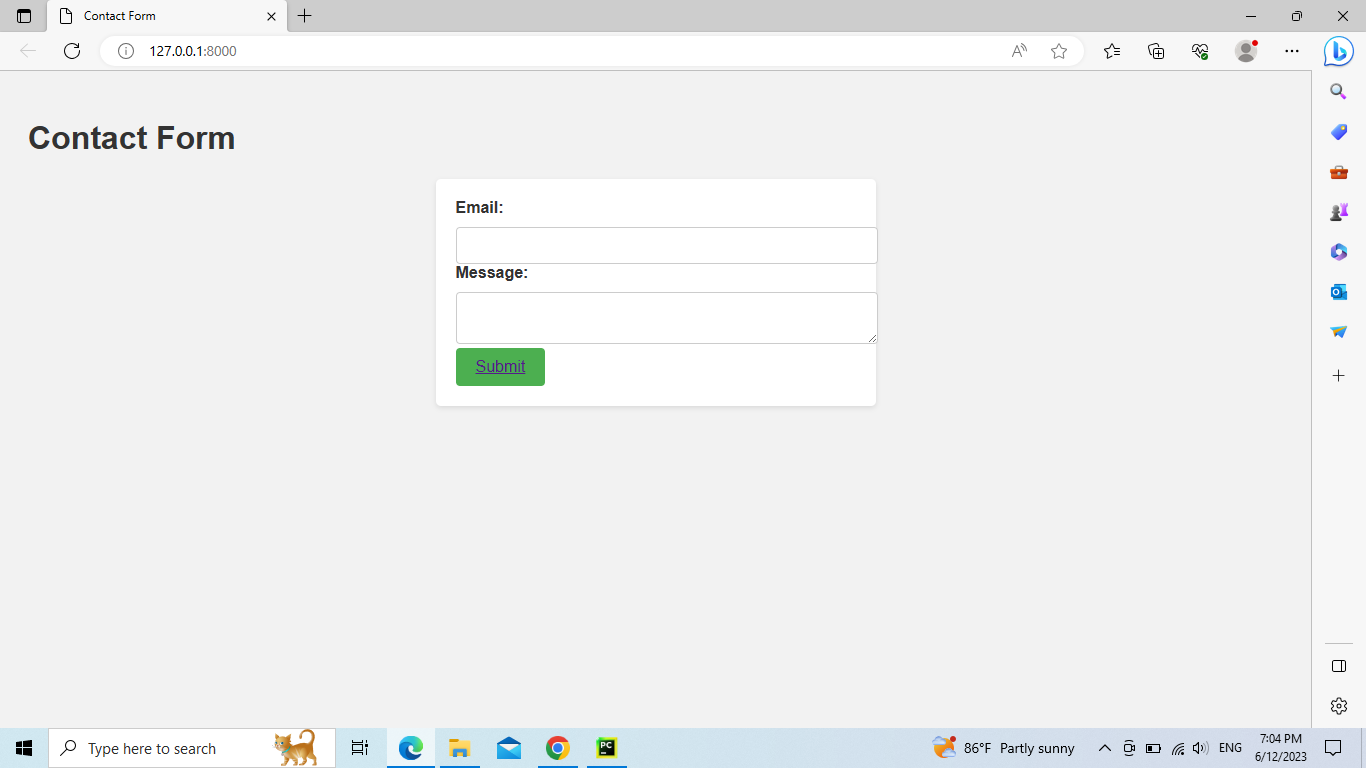 Contact Form
127.0.0.1:8000
Contact Form
Email:
Message:
Submit
Type here to search
PC
86°F Partly sunny
ENG
7:04 PM
6/12/2023